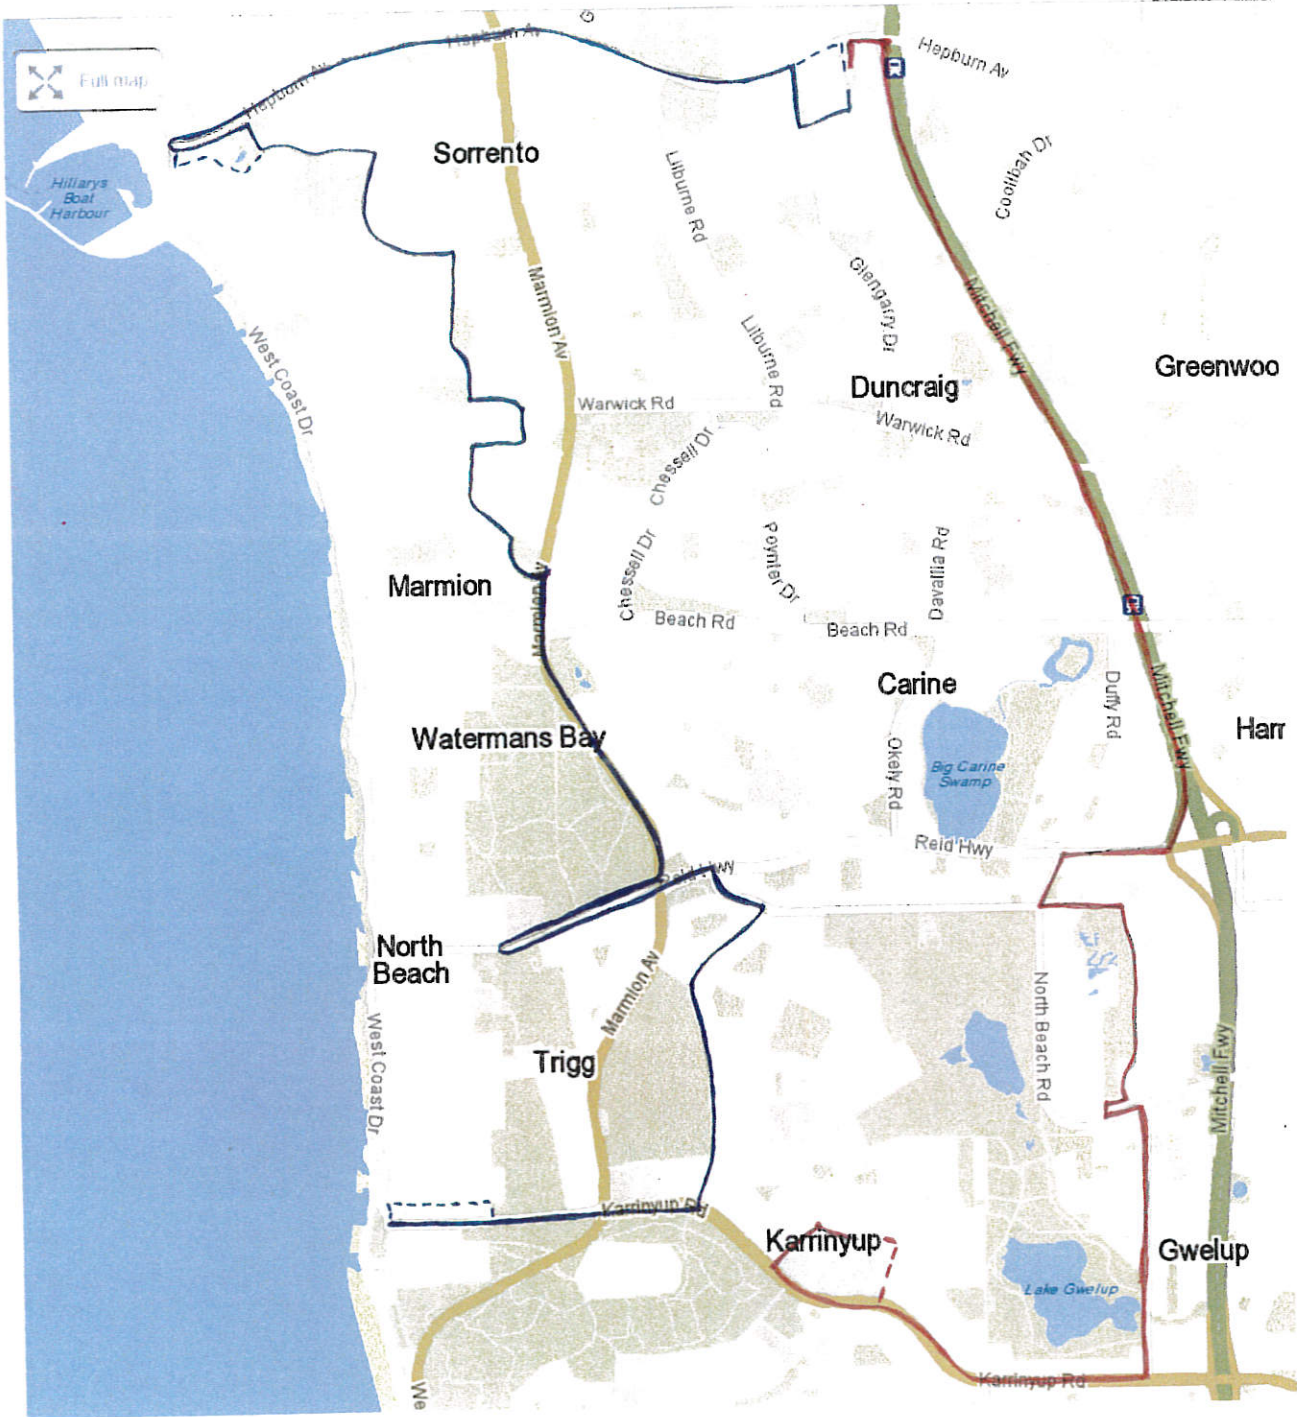 Hepburn Av
Hepburn Av
Full map
Hepburn Av
Sorrento
Hillarys
Boat
Harbour
Lilburne Rd
Coolibah Dr
Glengarry Dr
Marmion Av
Mitchell Fwy
West Coast Dr
Lilburne Rd
Greenwoo
Duncraig
Warwick Rd
Warwick Rd
Chessell Dr
Chessell Dr
Poynter Dr
Davallia Rd
Marmion
Marmion Av
Beach Rd
Beach Rd
Carine
Duffy Rd
Mitchell Fwy
Watermans Bay
Harr
Okely Rd
Big Carine
Swamp
Reid Hwy
Reid Hwy
North
Beach
Marmion Av
North Beach Rd
West Coast Dr
Trigg
Mitchell Fwy
Karrinyup Rd
Karrinyup
Gwelup
Lake Gwelup
Karrinyup Rd
We